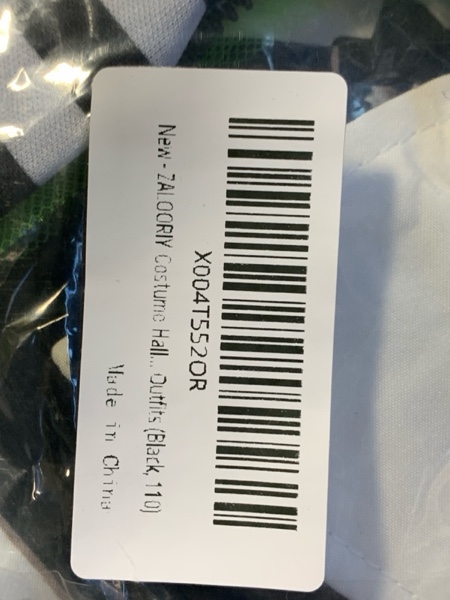 X004T552OR
New - ZALOORIY Costume Hall... Outfits (Black, 110)
Made in China